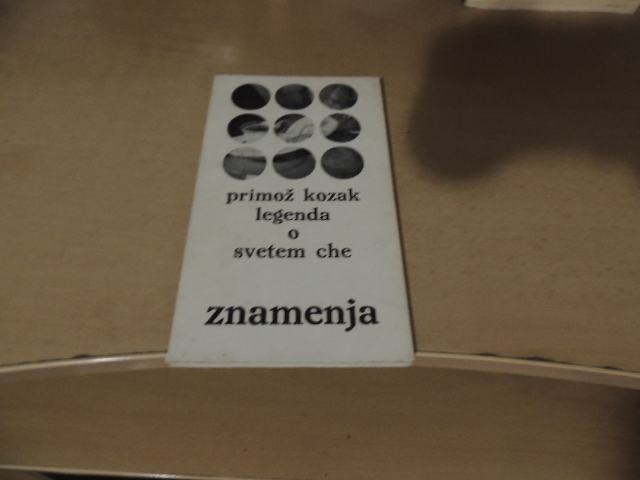 primož kozak
legenda
o
svetem che
znamenja